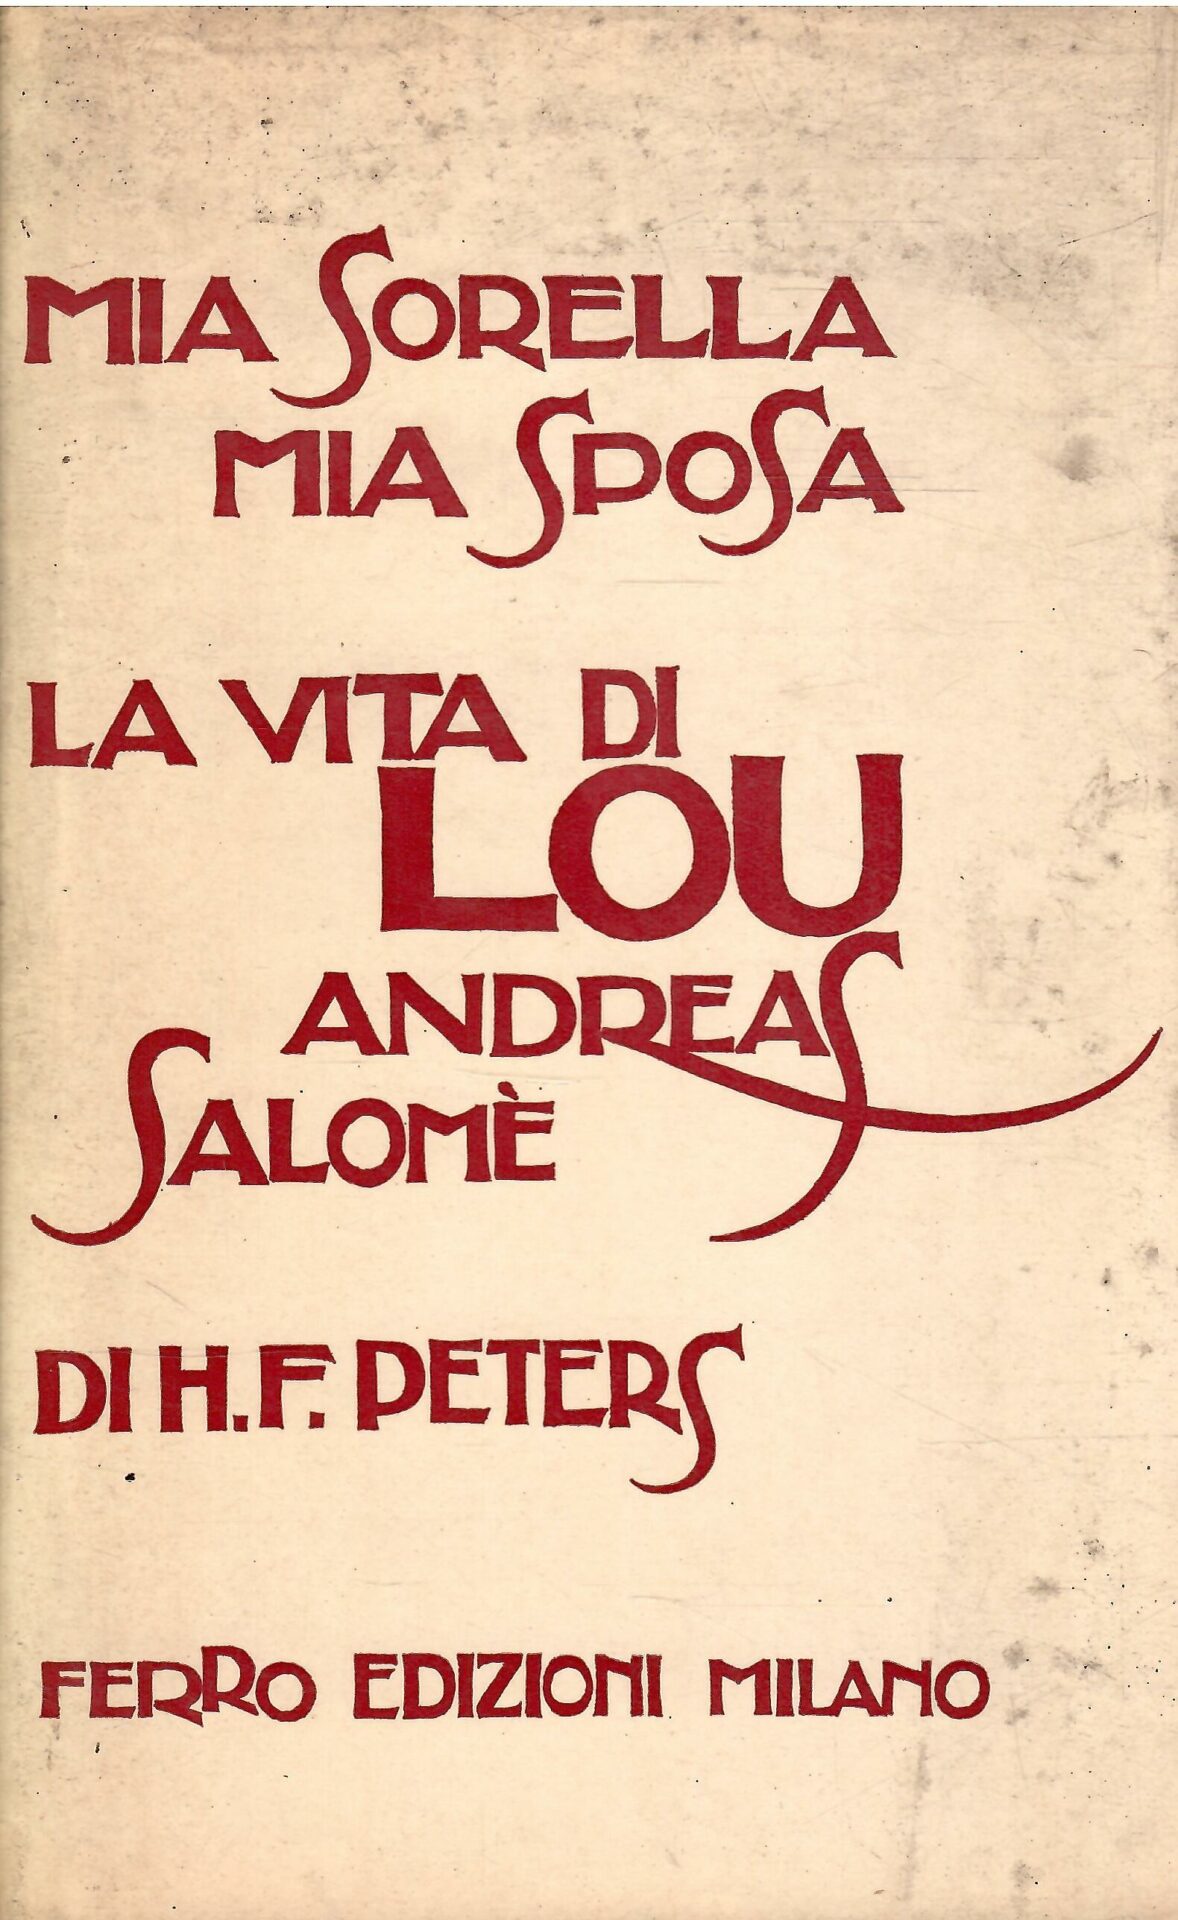 MIA SORELLA
MIA SPOSA
LA VITA DI
LOU
ANDREAS
SALOMÈ
DI H.F. PETERS
FERRO EDIZIONI MILANO